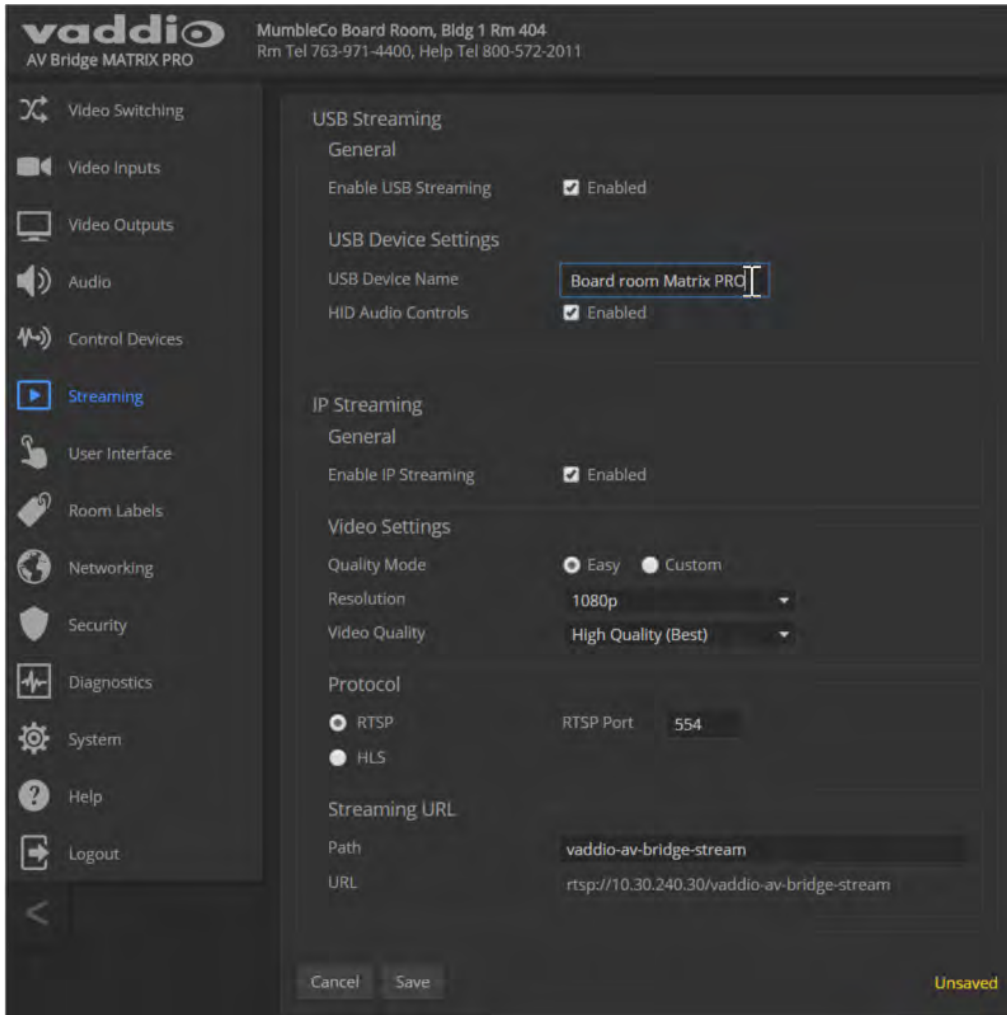 vaddio
AV Bridge MATRIX PRO
MumbleCo Board Room, Bldg 1 Rm 404
Rm Tel 763-971-4400, Help Tel 800-572-2011
Video Switching
Video Inputs
Video Outputs
Audio
Control Devices
Streaming
User Interface
Room Labels
Networking
Security
Diagnostics
System
? Help
Logout
<
USB Streaming
General
Enable USB Streaming Enabled
USB Device Settings
USB Device Name Board room Matrix PRO
HID Audio Controls Enabled
IP Streaming
General
Enable IP Streaming Enabled
Video Settings
Quality Mode Easy Custom
Resolution 1080p
Video Quality High Quality (Best)
Protocol
RTSP RTSP Port 554
HLS
Streaming URL
Path vaddio-av-bridge-stream
URL rtsp://10.30.240.30/vaddio-av-bridge-stream
Cancel Save Unsaved